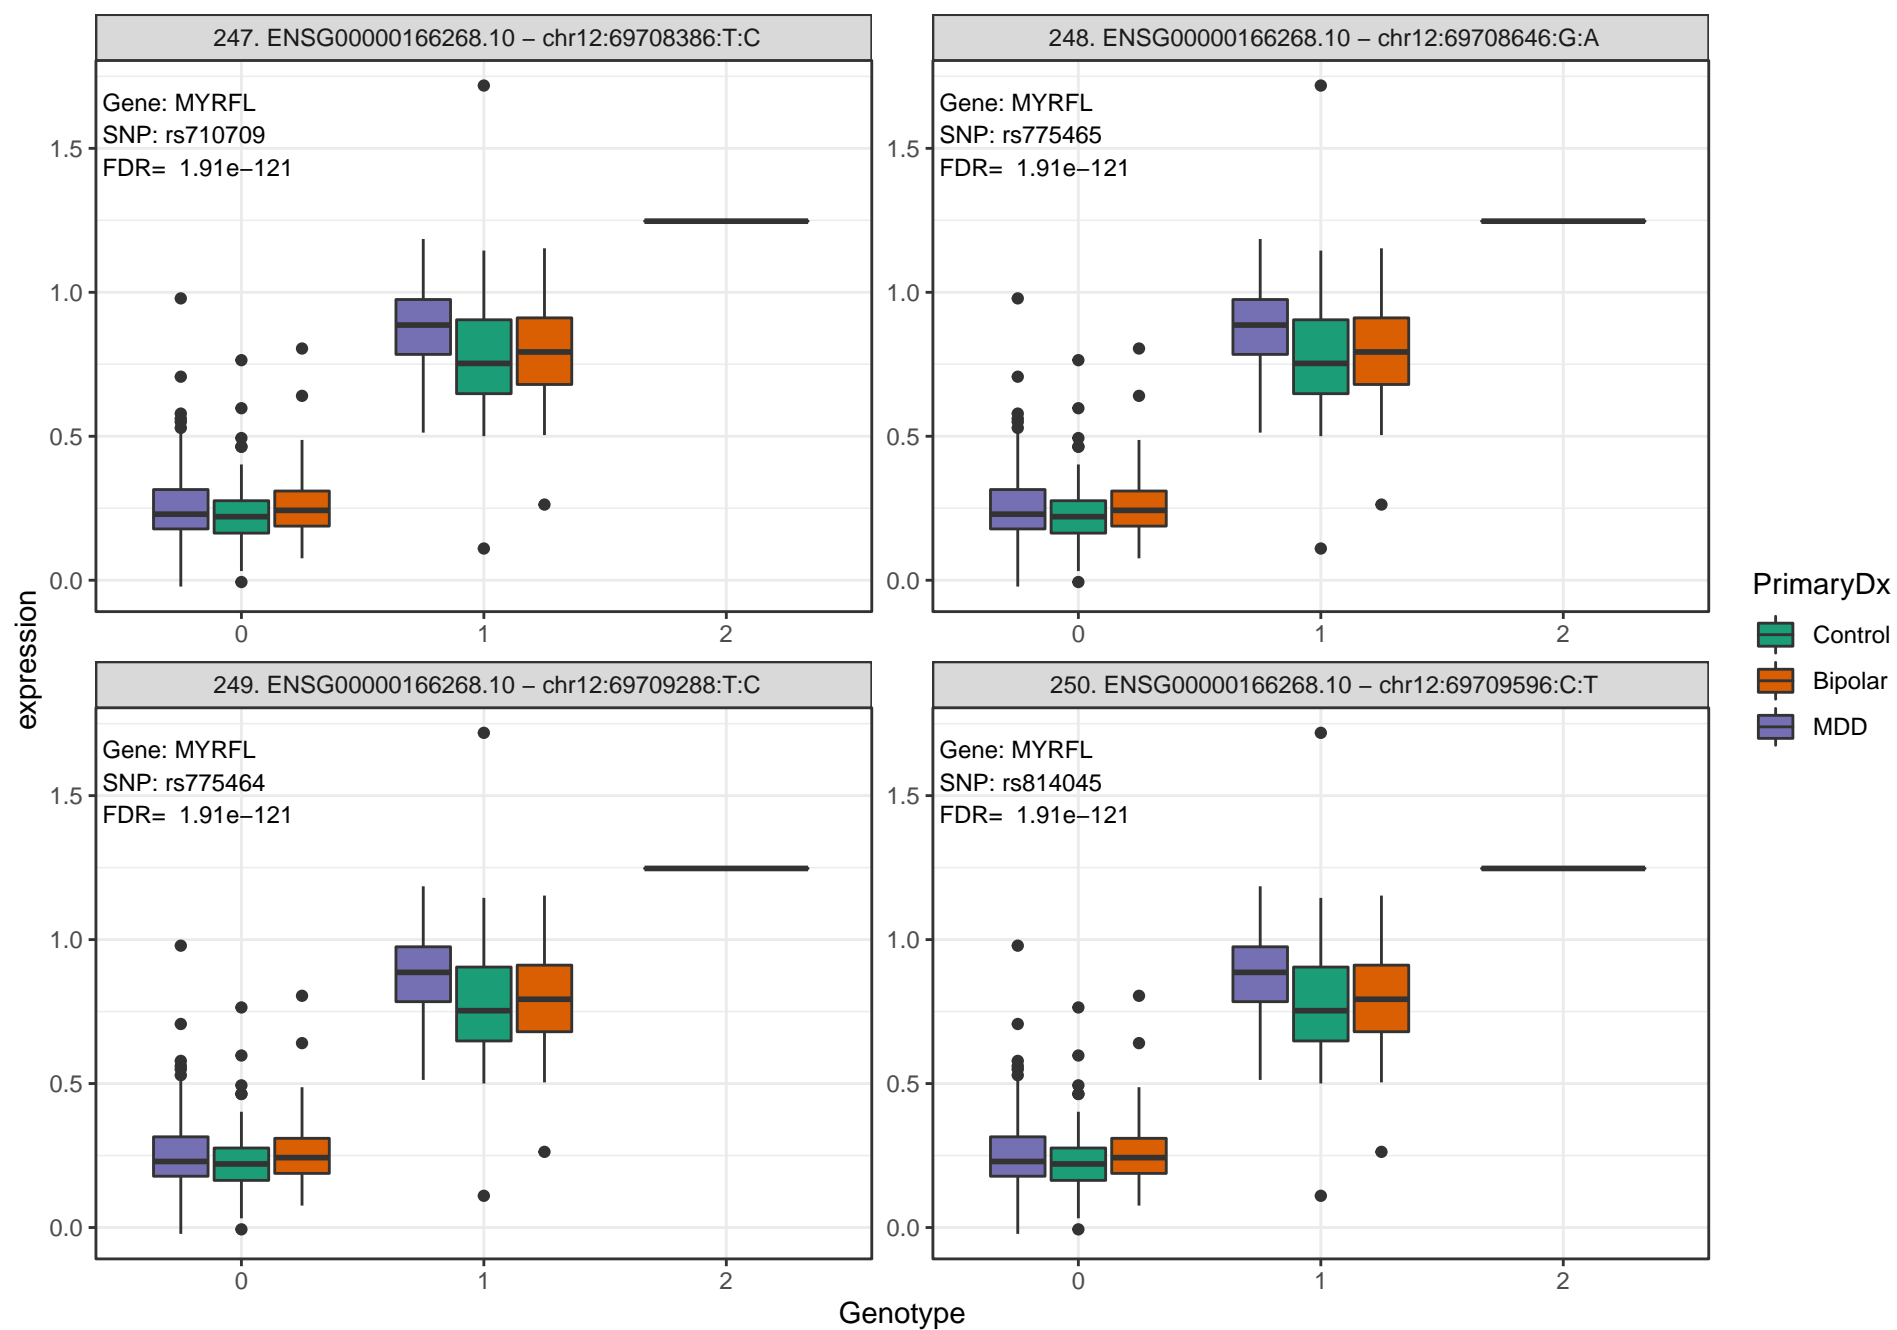 247. ENSG00000166268.10 − chr12:69708386:T:C
248. ENSG00000166268.10 − chr12:69708646:G:A
Gene: MYRFL
SNP: rs710709
FDR= 1.91e−121
Gene: MYRFL
SNP: rs775465
FDR= 1.91e−121
1.5
1.0
0.5
0.0
1.5
1.0
0.5
0.0
0 1 2
0 1 2
249. ENSG00000166268.10 − chr12:69709288:T:C
250. ENSG00000166268.10 − chr12:69709596:C:T
Gene: MYRFL
SNP: rs775464
FDR= 1.91e−121
Gene: MYRFL
SNP: rs814045
FDR= 1.91e−121
1.5
1.0
0.5
0.0
1.5
1.0
0.5
0.0
0 1 2
0 1 2
expression
Genotype
PrimaryDx
Control
Bipolar
MDD